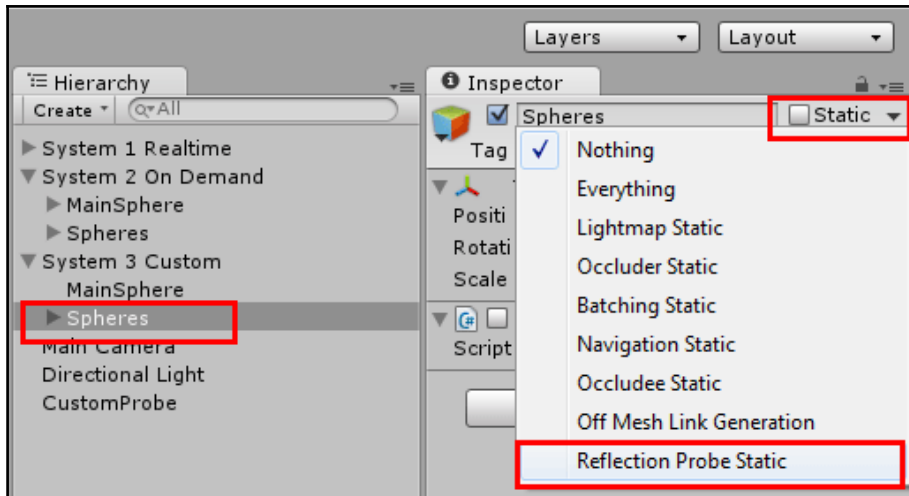 Layers
Layout
Hierarchy
Create
All
System 1 Realtime
System 2 On Demand
MainSphere
Spheres
System 3 Custom
MainSphere
Spheres
Main Camera
Directional Light
CustomProbe
Inspector
Spheres
Static
Tag
Positi
Rotati
Scale
Script
Nothing
Everything
Lightmap Static
Occluder Static
Batching Static
Navigation Static
Occludee Static
Off Mesh Link Generation
Reflection Probe Static